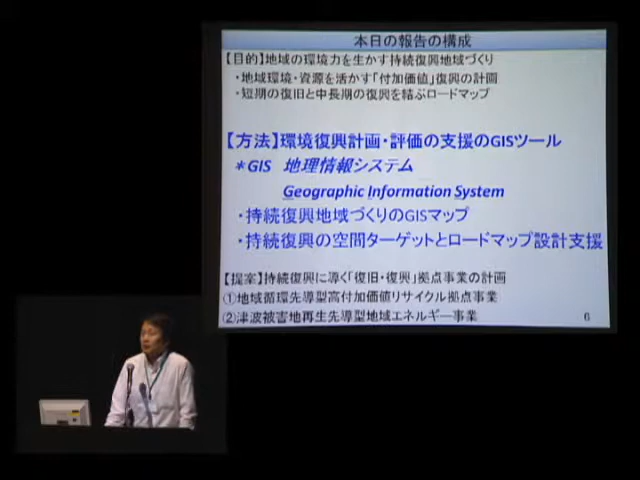 本日の報告の構成
【目的】地域の環境力を生かす持続復興地域づくり
・地域環境・資源を活かす「付加価値」復興の計画
・短期の復旧と中長期の復興を結ぶロードマップ
【方法】環境復興計画・評価の支援のGISツール
＊GIS 地理情報システム
Geographic Information System
・持続復興地域づくりのGISマップ
・持続復興の空間ターゲットとロードマップ設計支援
【提案】持続復興に導く「復旧・復興」拠点事業の計画
①地域循環先導型高付加価値リサイクル拠点事業
②津波被害地再生先導型地域エネルギー事業
6